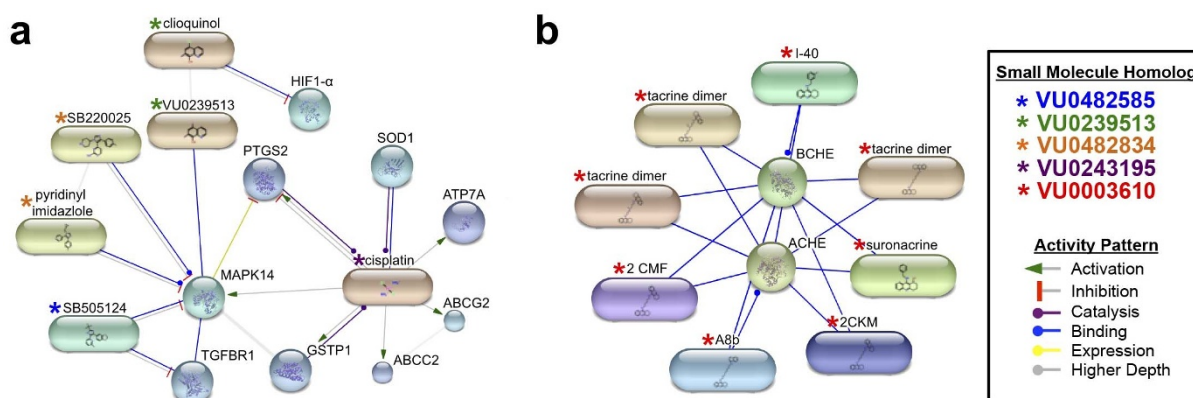 a
*clioquinol
HIF1-α
*VU0239513
*SB220025
PTGS2
SOD1
*pyridinyl
imidazlole
ATP7A
*cisplatin
MAPK14
*SB505124
ABCG2
TGFBR1
GSTP1
ABCC2
b
*I-40
*tacrine dimer
BCHE
*tacrine dimer
*tacrine dimer
ACHE
*suronacrine
*2 CMF
*2CKM
*A8b
Small Molecule Homolog
* VU0482585
* VU0239513
* VU0482834
* VU0243195
* VU0003610
Activity Pattern
Activation
Inhibition
Catalysis
Binding
Expression
Higher Depth